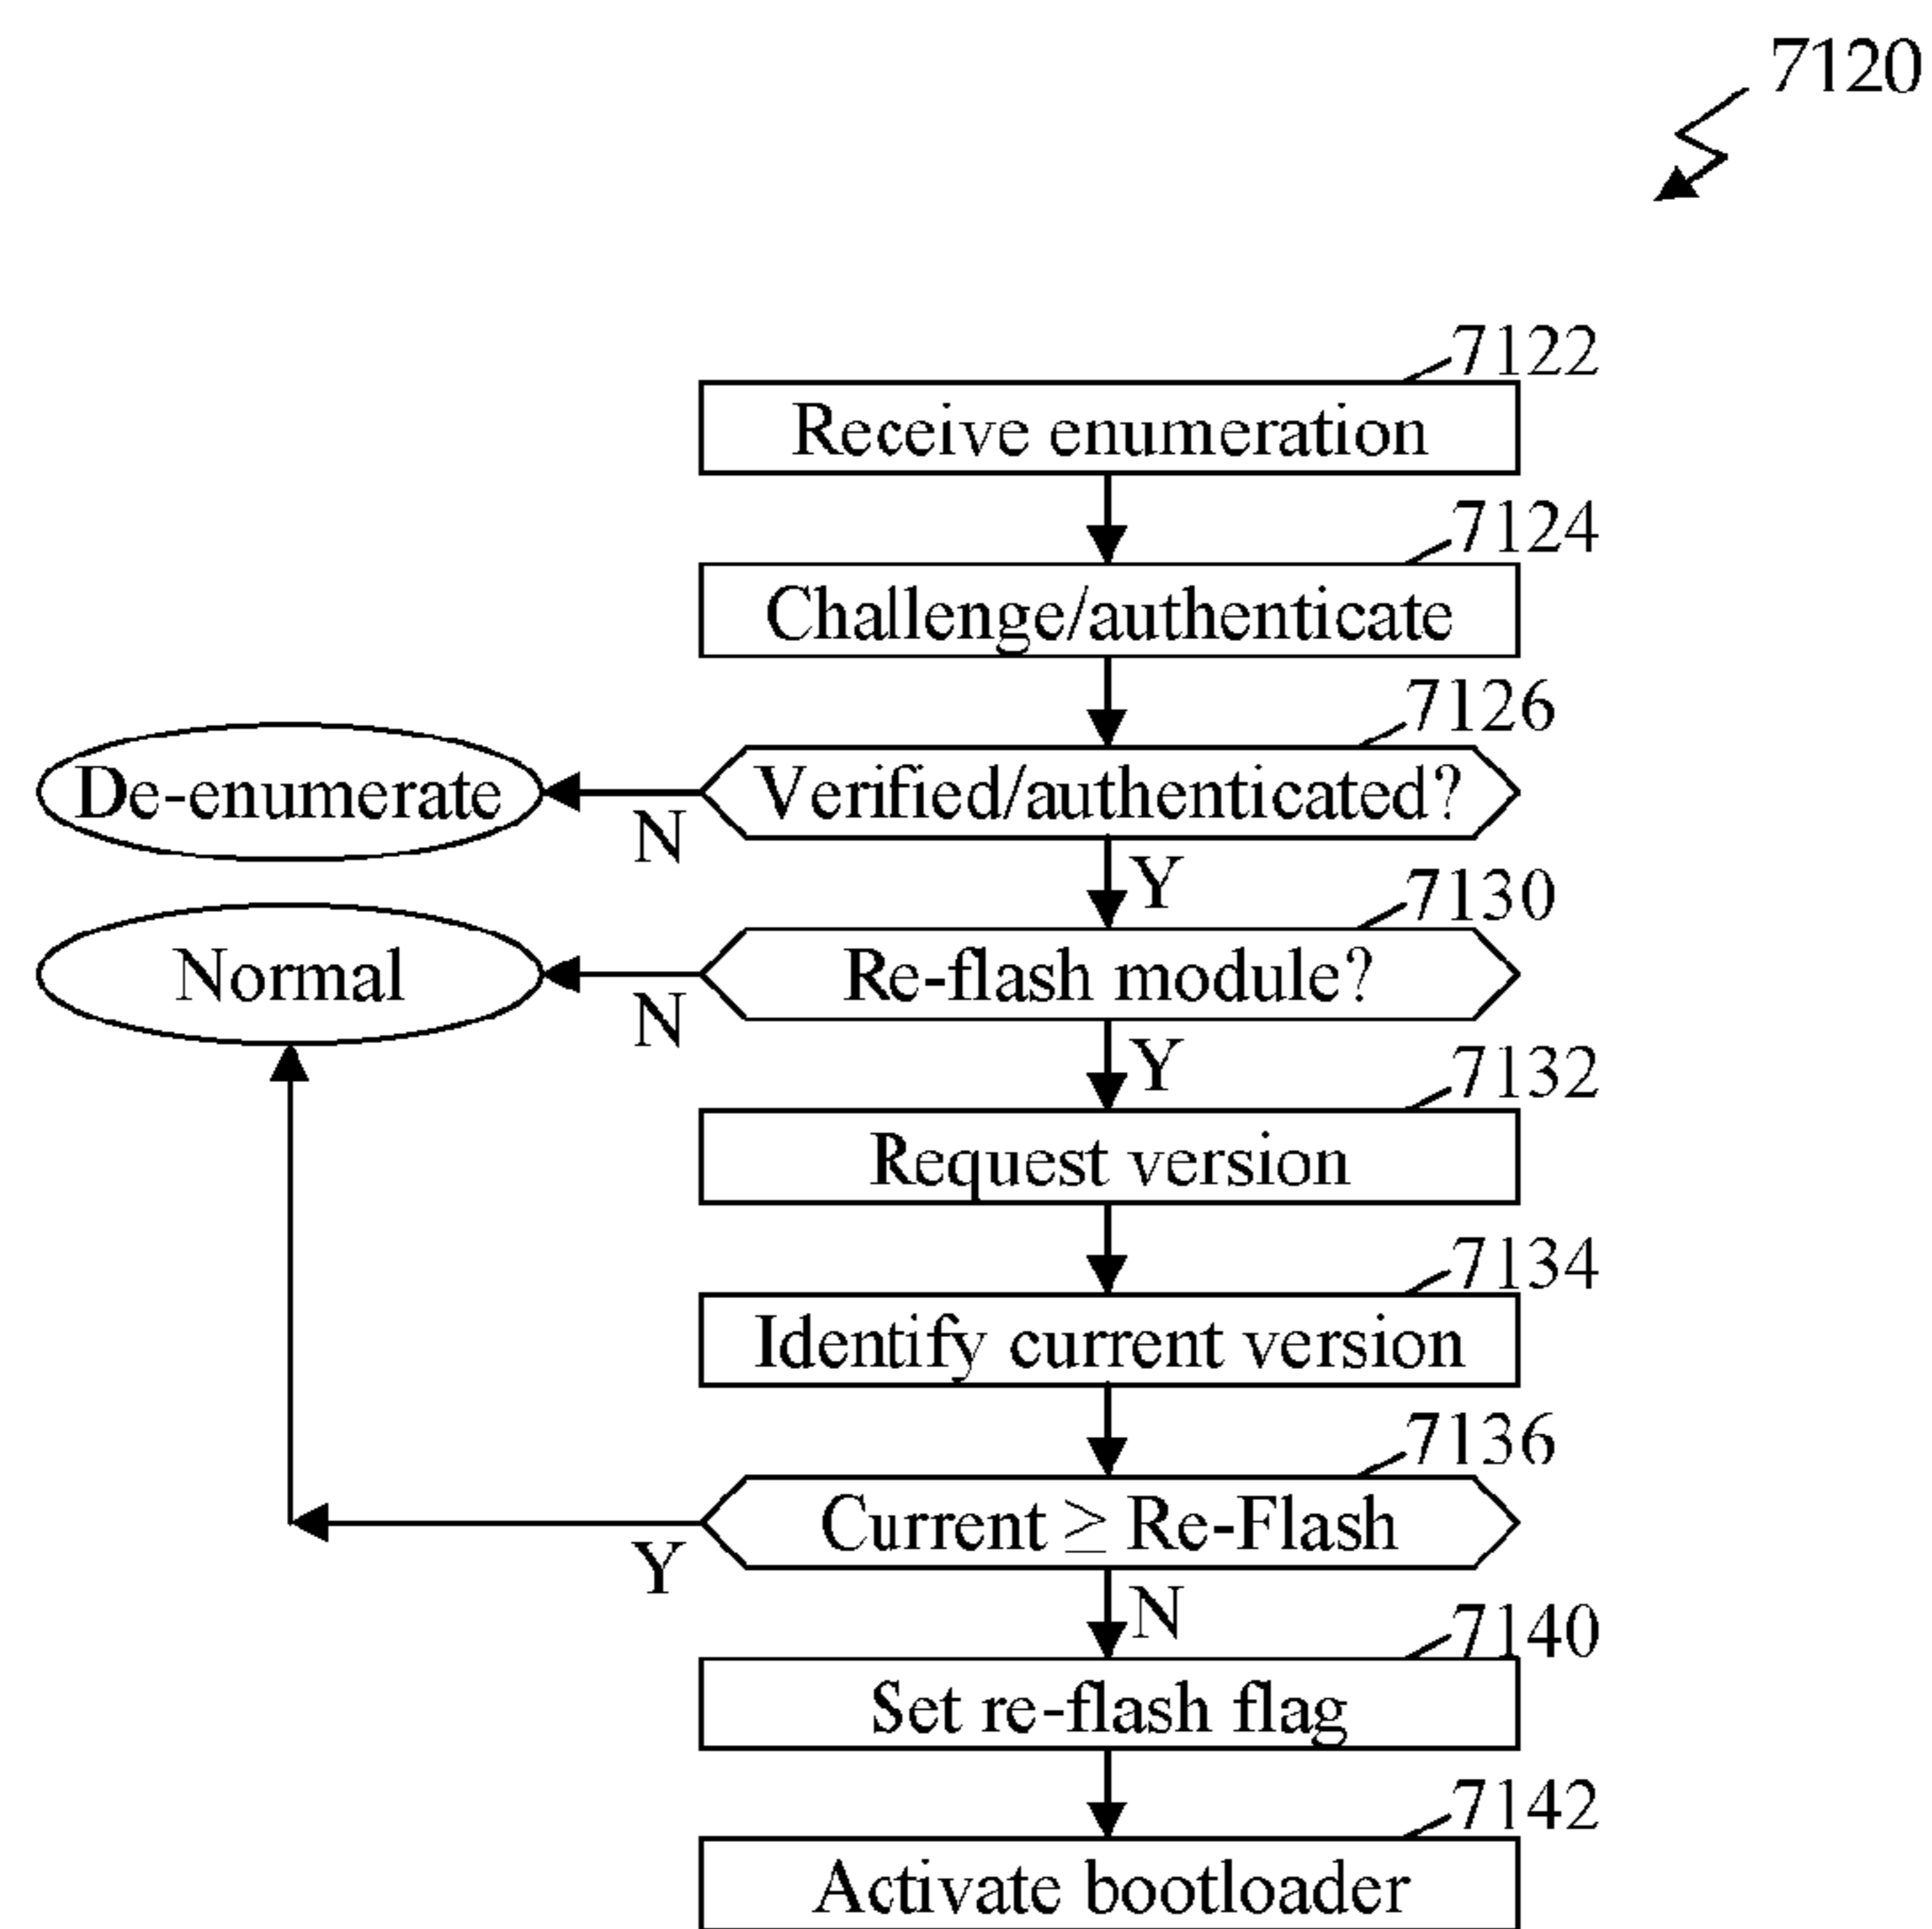 7120
7122
Receive enumeration
7124
Challenge/authenticate
7126
De-enumerate
N
Verified/authenticated?
Y
7130
Normal
N
Re-flash module?
Y
7132
Request version
7134
Identify current version
7136
Current ≥ Re-Flash
Y
N
7140
Set re-flash flag
7142
Activate bootloader